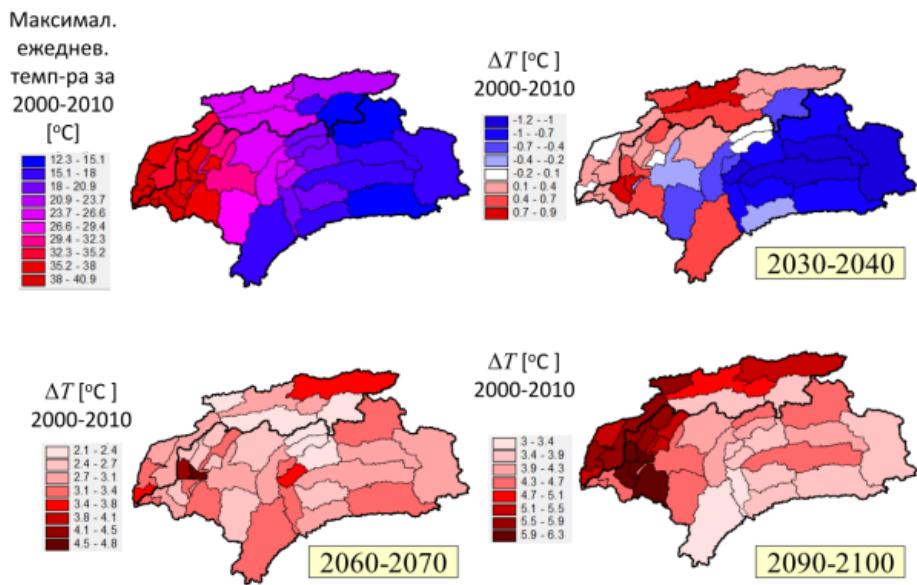 Максимал.
ежеднев.
темп-ра за
2000-2010
[°C]
12.3 - 15.1
15.1 - 18
18 - 20.9
20.9 - 23.7
23.7 - 26.6
26.6 - 29.4
29.4 - 32.3
32.3 - 35.2
35.2 - 38
38 - 40.9
ΔT [°C ]
2000-2010
-1.2 - -1
-1 - -0.7
-0.7 - -0.4
-0.4 - -0.2
-0.2 - 0.1
0.1 - 0.4
0.4 - 0.7
0.7 - 0.9
2030-2040
ΔT [°C ]
2000-2010
2.1 - 2.4
2.4 - 2.7
2.7 - 3.1
3.1 - 3.4
3.4 - 3.8
3.8 - 4.1
4.1 - 4.5
4.5 - 4.8
2060-2070
ΔT [°C ]
2000-2010
3 - 3.4
3.4 - 3.9
3.9 - 4.3
4.3 - 4.7
4.7 - 5.1
5.1 - 5.5
5.5 - 5.9
5.9 - 6.3
2090-2100